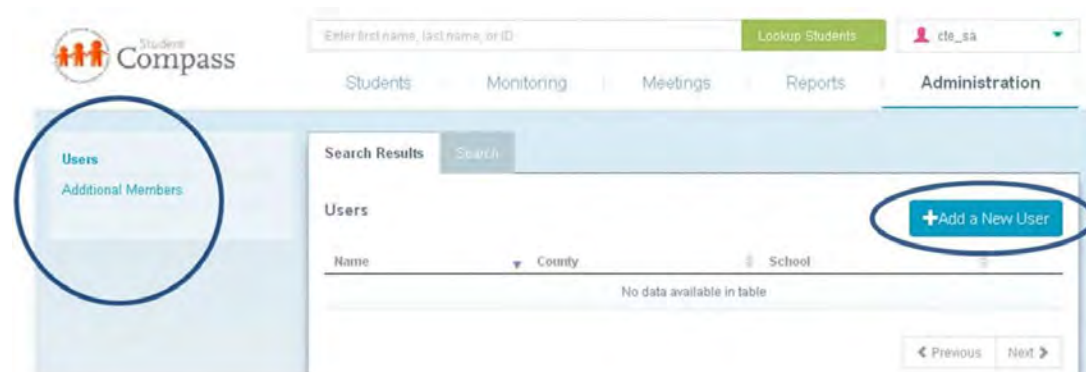 Student
Compass
Enter first name, last name, or ID
Lookup Students
cte_sa
Students
Monitoring
Meetings
Reports
Administration
Users
Additional Members
Search Results
Search
Users
+Add a New User
Name
County
School
No data available in table
Previous
Next